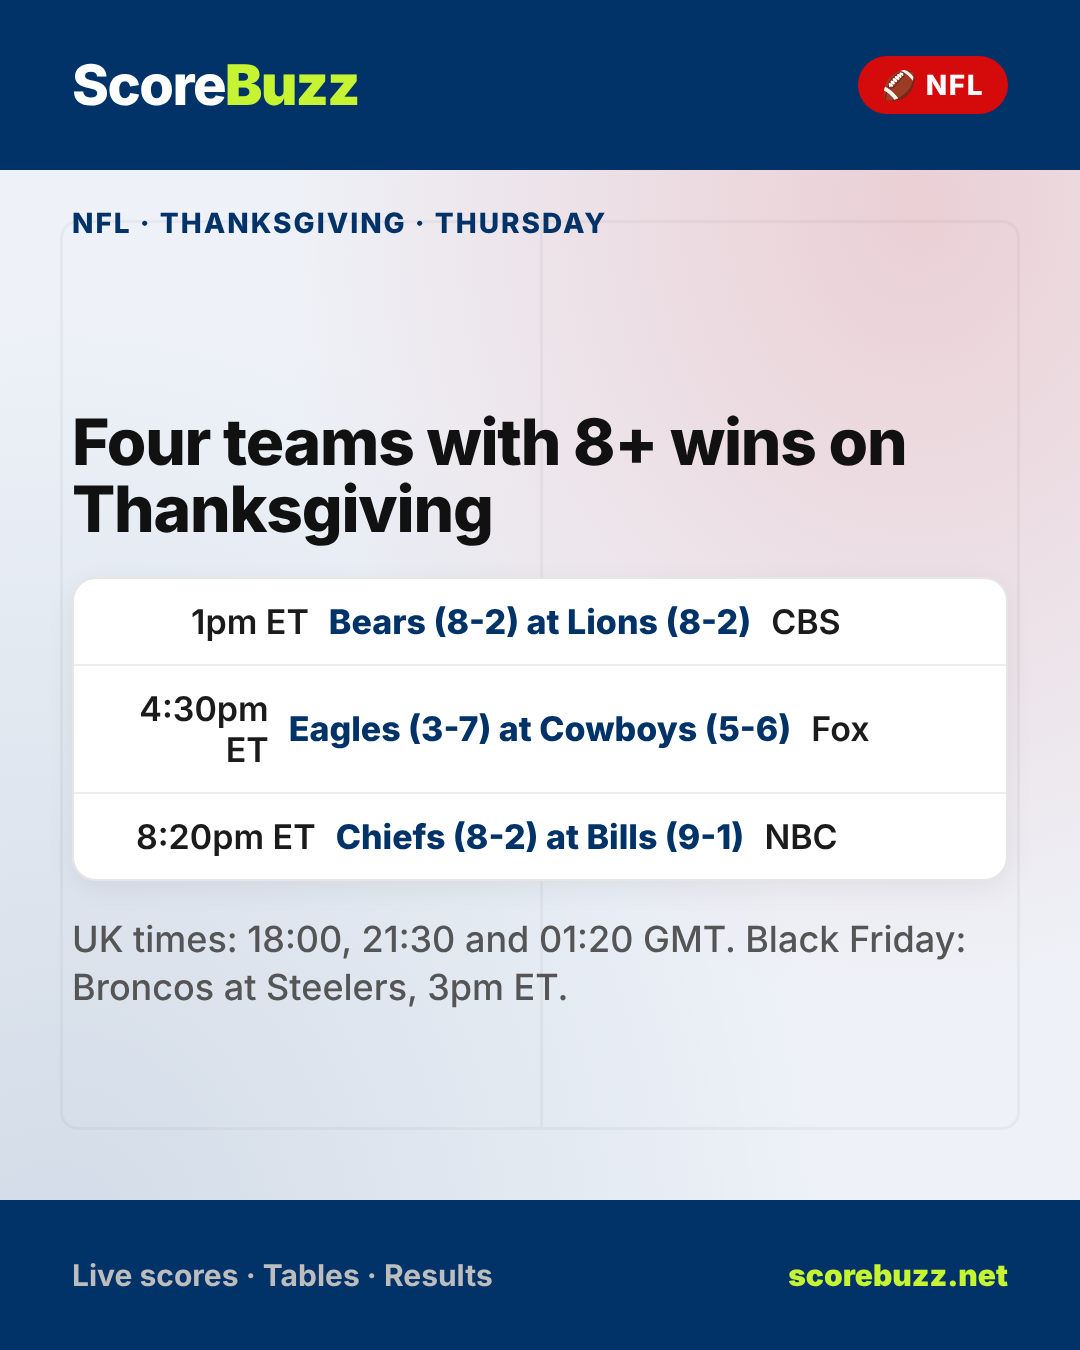 ScoreBuzz
🏈 NFL
NFL · THANKSGIVING · THURSDAY
Four teams with 8+ wins on
Thanksgiving
1pm ET Bears (8-2) at Lions (8-2) CBS
4:30pm
ET Eagles (3-7) at Cowboys (5-6) Fox
8:20pm ET Chiefs (8-2) at Bills (9-1) NBC
UK times: 18:00, 21:30 and 01:20 GMT. Black Friday:
Broncos at Steelers, 3pm ET.
Live scores · Tables · Results
scorebuzz.net